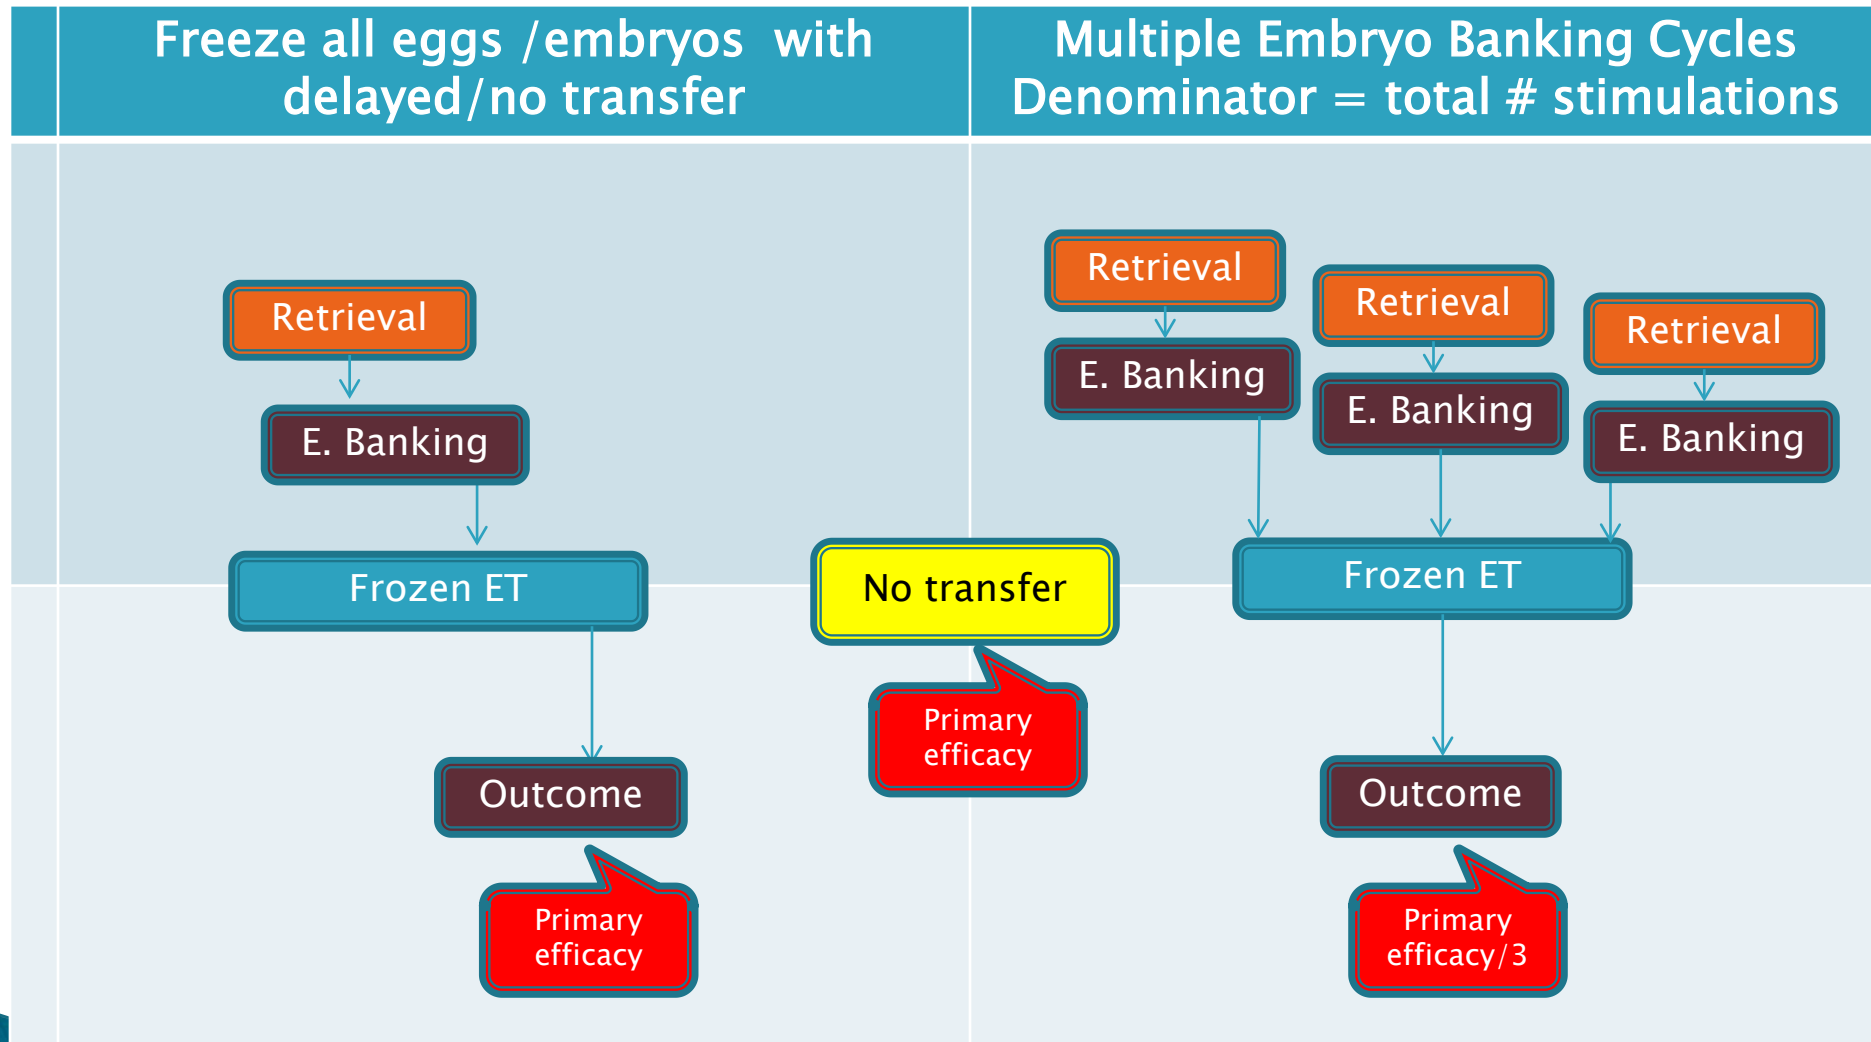 Freeze all eggs /embryos with
delayed/no transfer
Multiple Embryo Banking Cycles
Denominator = total # stimulations
Retrieval
E. Banking
Frozen ET
Outcome
Primary
efficacy
No transfer
Primary
efficacy
Retrieval
Retrieval
Retrieval
E. Banking
E. Banking
E. Banking
Frozen ET
Outcome
Primary
efficacy/3